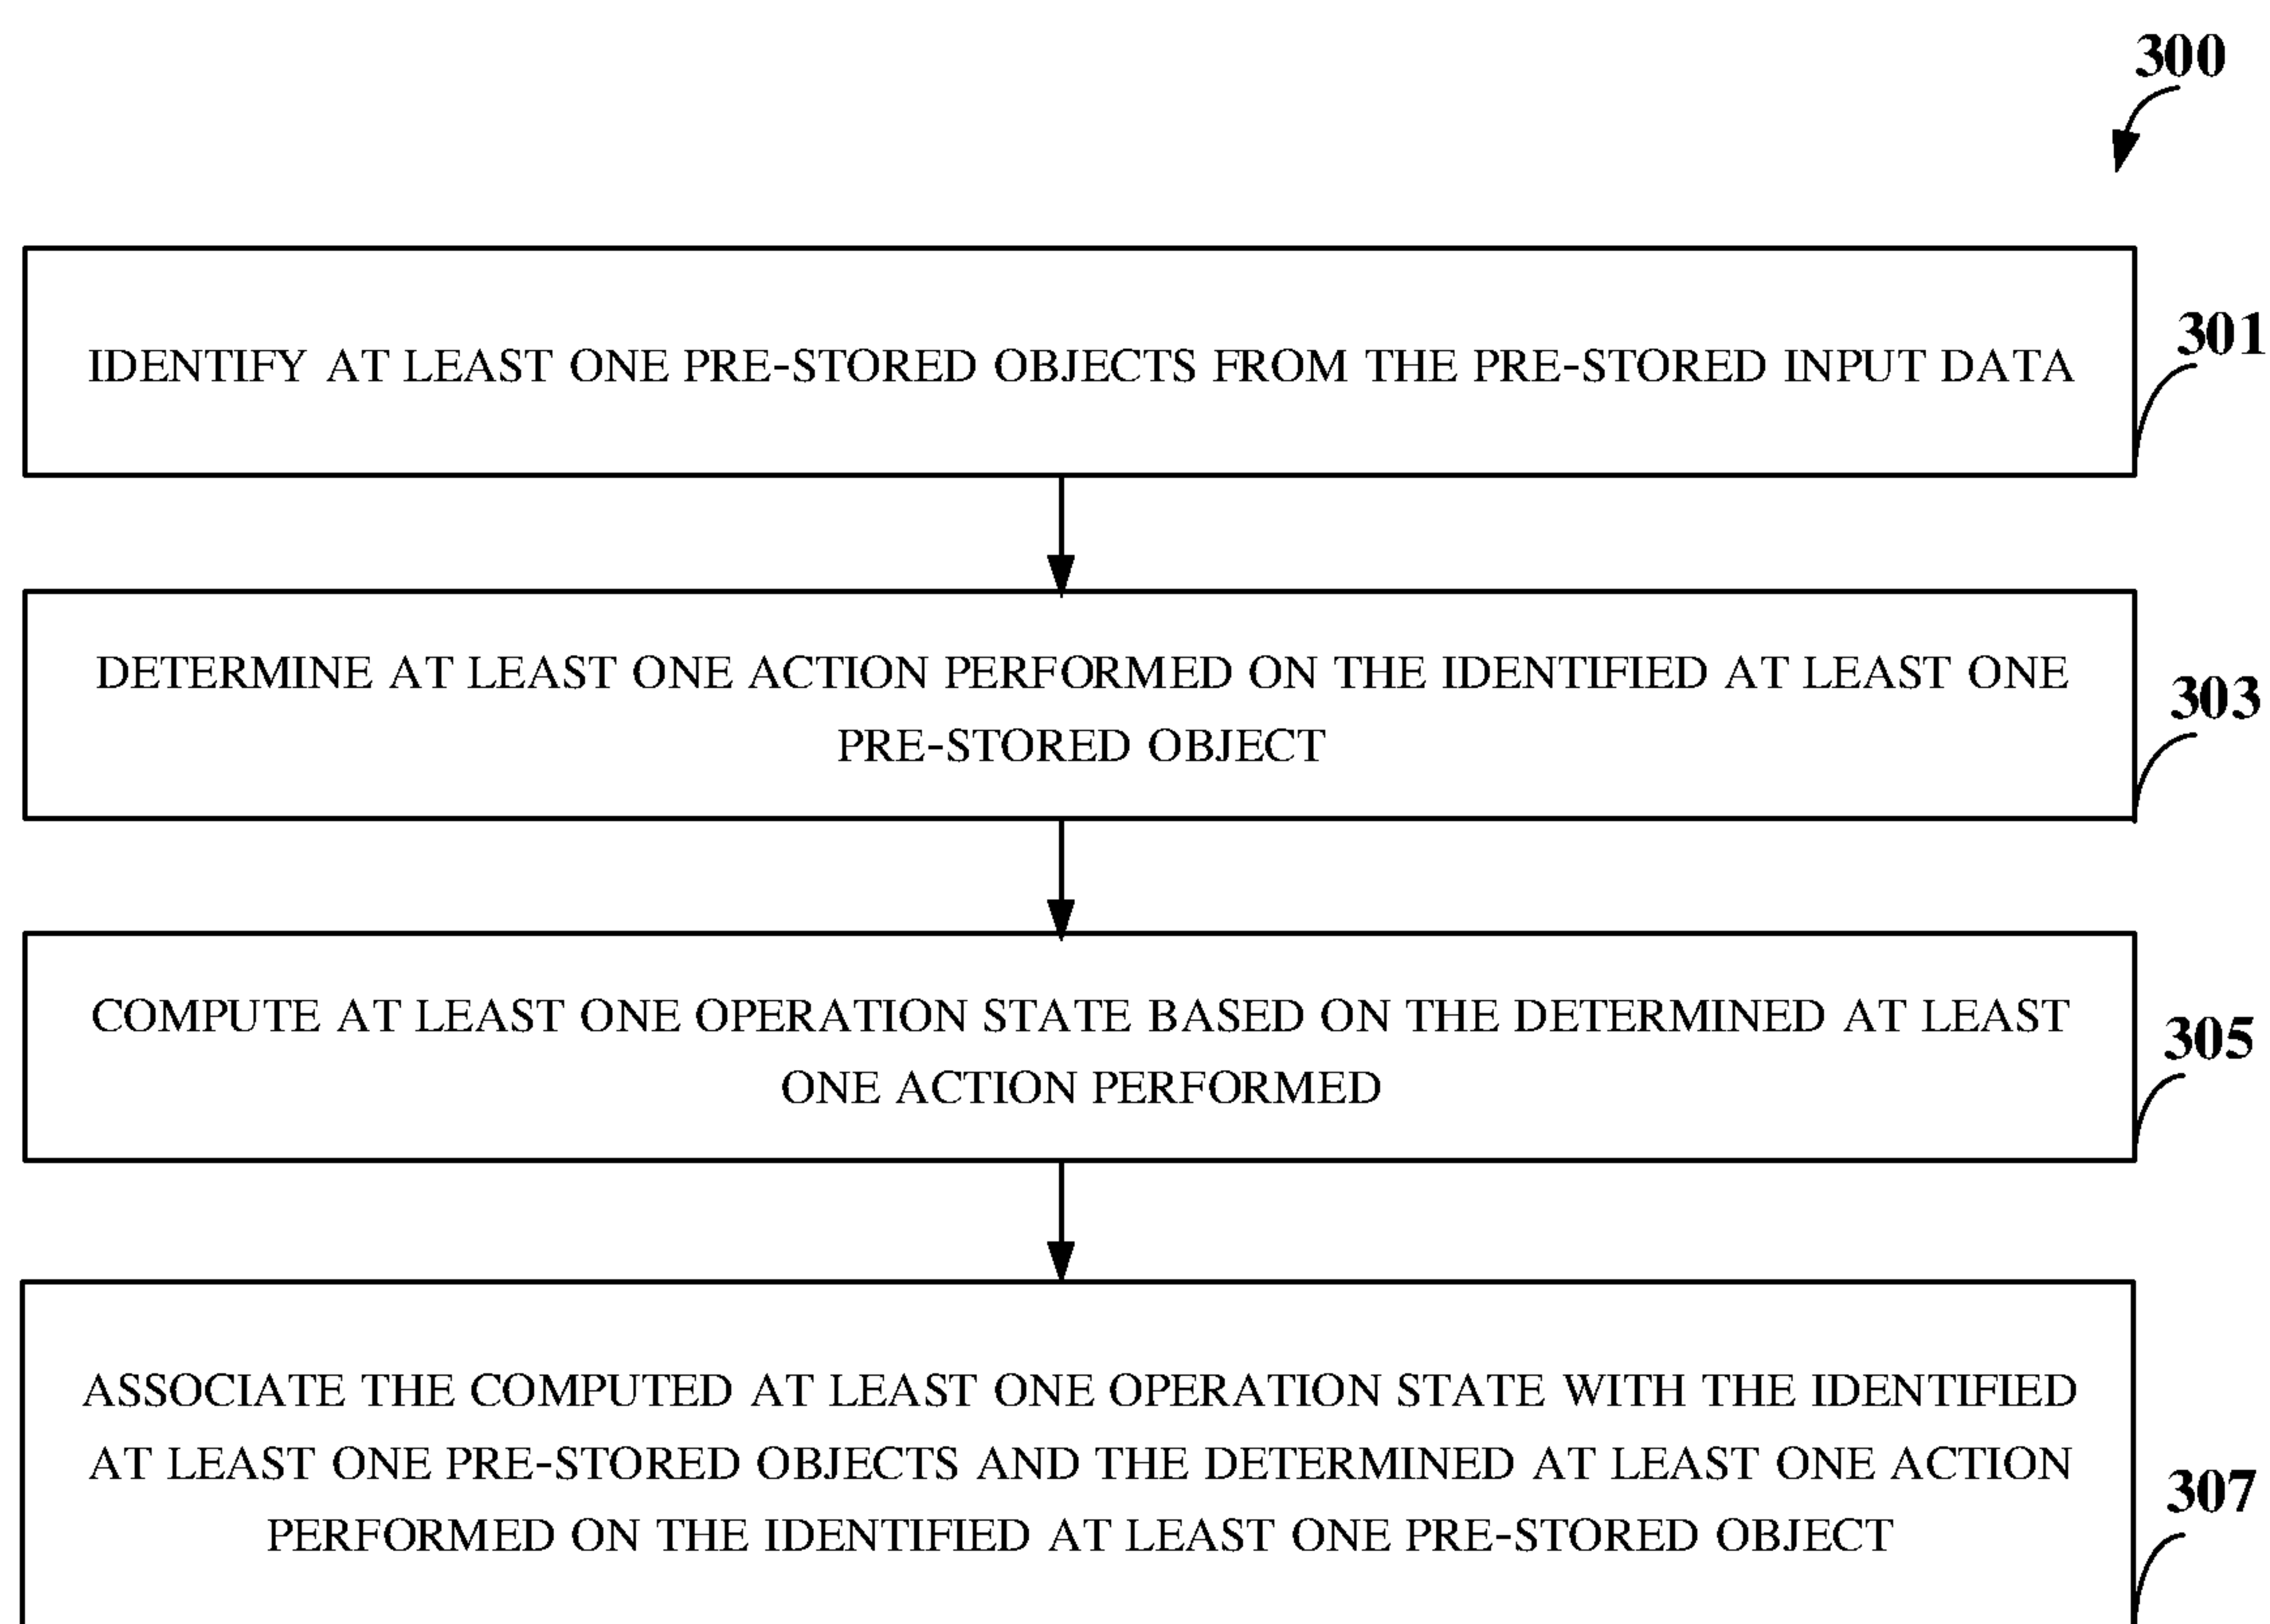 300
IDENTIFY AT LEAST ONE PRE-STORED OBJECTS FROM THE PRE-STORED INPUT DATA
301
DETERMINE AT LEAST ONE ACTION PERFORMED ON THE IDENTIFIED AT LEAST ONE
PRE-STORED OBJECT
303
COMPUTE AT LEAST ONE OPERATION STATE BASED ON THE DETERMINED AT LEAST
ONE ACTION PERFORMED
305
ASSOCIATE THE COMPUTED AT LEAST ONE OPERATION STATE WITH THE IDENTIFIED
AT LEAST ONE PRE-STORED OBJECTS AND THE DETERMINED AT LEAST ONE ACTION
PERFORMED ON THE IDENTIFIED AT LEAST ONE PRE-STORED OBJECT
307